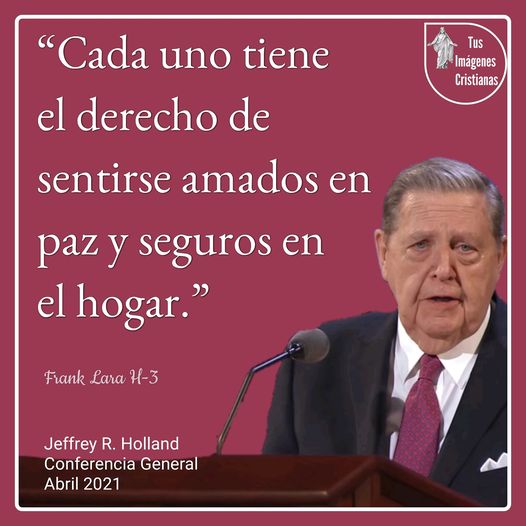 “Cada uno tiene
el derecho de
sentirse amados en
paz y seguros en
el hogar.”
Frank Lara H-3
Jeffrey R. Holland
Conferencia General
Abril 2021
Tus
Imágenes
Cristianas